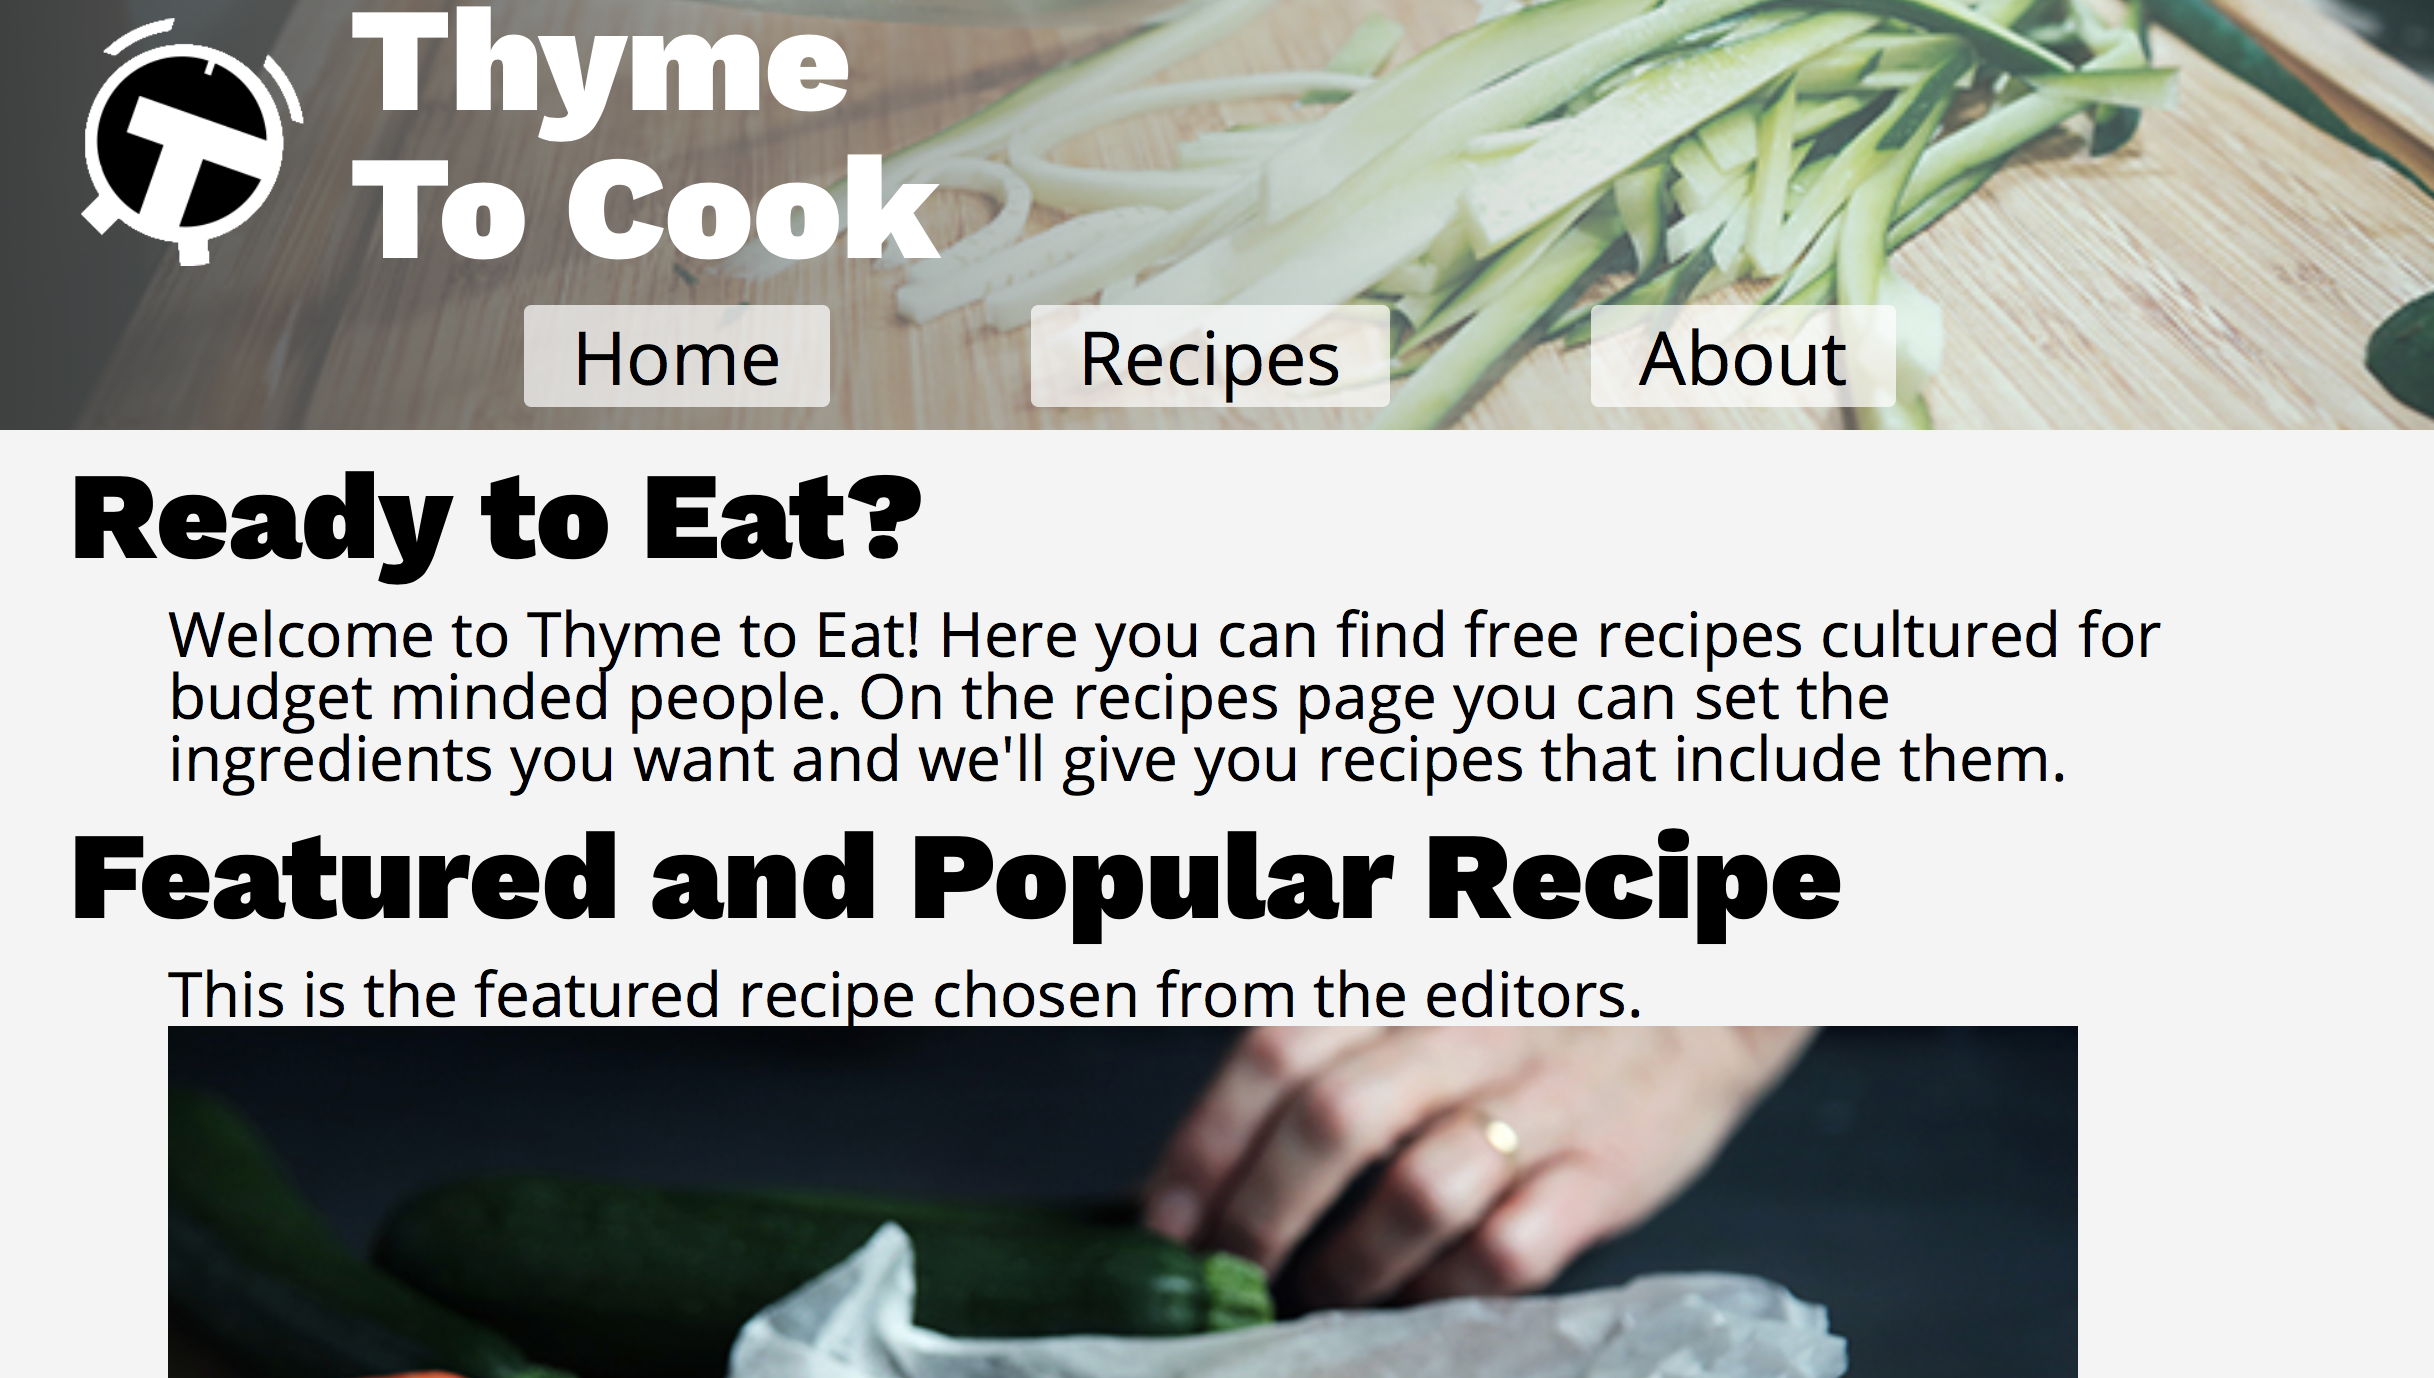 Thyme
To Cook
Home Recipes About
Ready to Eat?
Welcome to Thyme to Eat! Here you can find free recipes cultured for
budget minded people. On the recipes page you can set the
ingredients you want and we'll give you recipes that include them.
Featured and Popular Recipe
This is the featured recipe chosen from the editors.